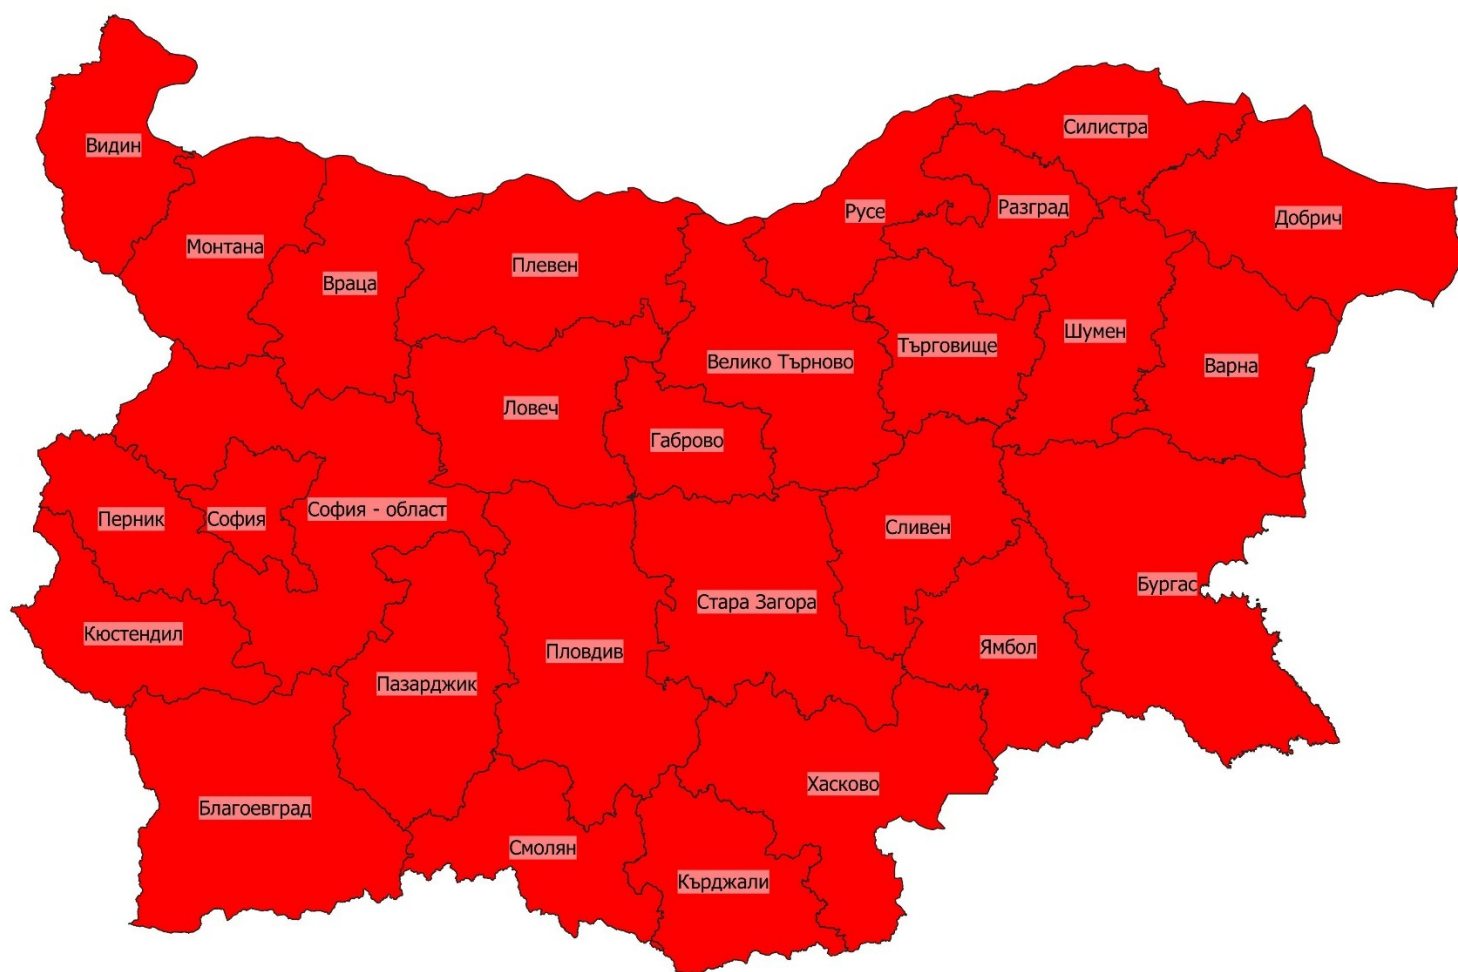 Видин
Силистра
Разград
Русе
Добрич
Монтана
Плевен
Враца
Шумен
Търговище
Велико Търново
Варна
Ловеч
Габрово
София - област
Перник
София
Сливен
Бургас
Стара Загора
Кюстендил
Ямбол
Пловдив
Пазарджик
Хасково
Благоевград
Смолян
Кърджали